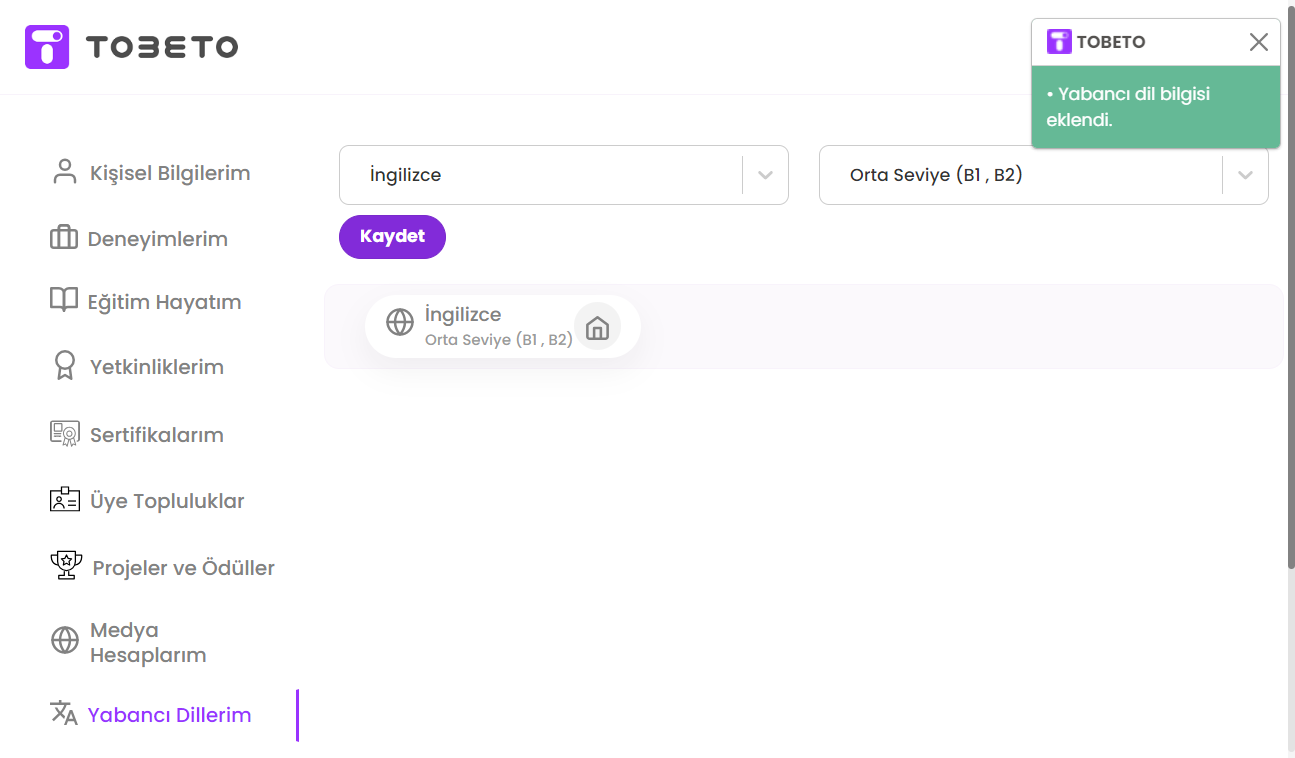 TOBETO
TOBETO
• Yabancı dil bilgisi
eklendi.
Kişisel Bilgilerim
Deneyimlerim
Eğitim Hayatım
Yetkinliklerim
Sertifikalarım
Üye Topluluklar
Projeler ve Ödüller
Medya
Hesaplarım
Yabancı Dillerim
İngilizce
Orta Seviye (B1 , B2)
Kaydet
İngilizce
Orta Seviye (B1 , B2)